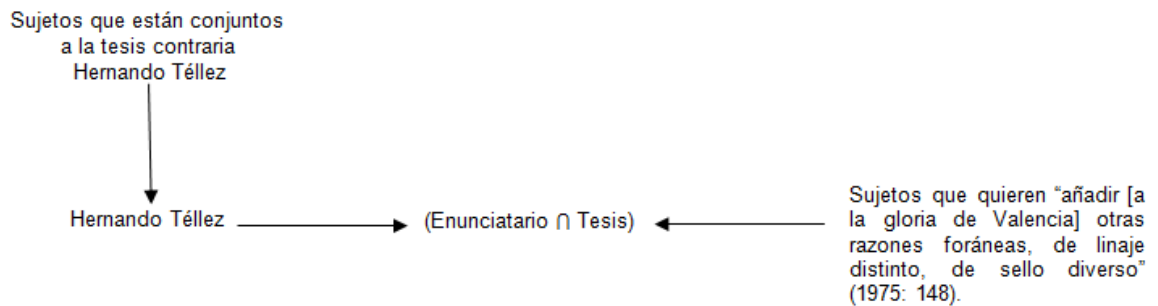 Sujetos que están conjuntos
a la tesis contraria
Hernando Téllez
Hernando Téllez
(Enunciatario ∩ Tesis)
Sujetos que quieren “añadir [a
la gloria de Valencia] otras
razones foráneas, de linaje
distinto, de sello diverso”
(1975: 148).